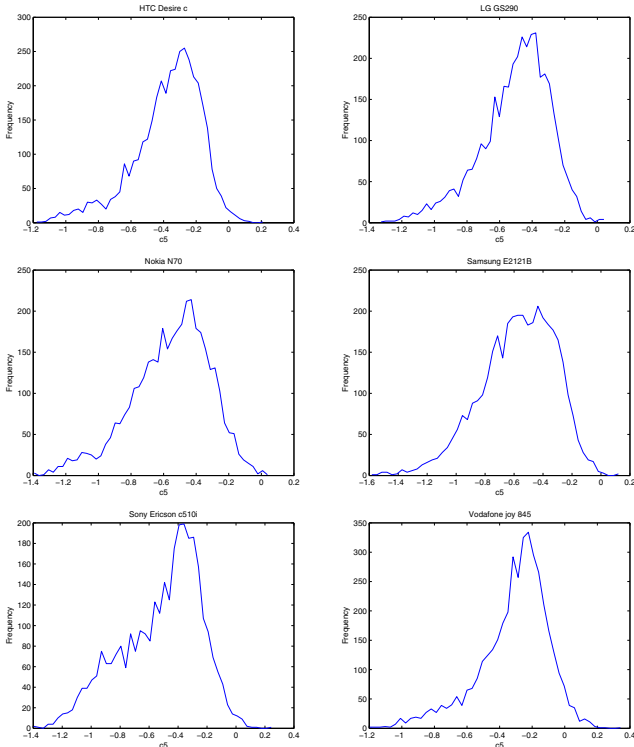 HTC Desire c
300
250
200
150
100
50
0
Frequency
−1.2 −1 −0.8 −0.6 −0.4 −0.2 0 0.2 0.4
c5
LG GS290
250
200
150
100
50
0
Frequency
−1.4 −1.2 −1 −0.8 −0.6 −0.4 −0.2 0 0.2
c5
Nokia N70
250
200
150
100
50
0
Frequency
−1.4 −1.2 −1 −0.8 −0.6 −0.4 −0.2 0 0.2
c5
Samsung E2121B
250
200
150
100
50
0
Frequency
−1.6 −1.4 −1.2 −1 −0.8 −0.6 −0.4 −0.2 0 0.2
c5
Sony Ericson c510i
200
180
160
140
120
100
80
60
40
20
0
Frequency
−1.4 −1.2 −1 −0.8 −0.6 −0.4 −0.2 0 0.2 0.4
c5
Vodafone joy 845
350
300
250
200
150
100
50
0
Frequency
−1.2 −1 −0.8 −0.6 −0.4 −0.2 0 0.2 0.4
c5